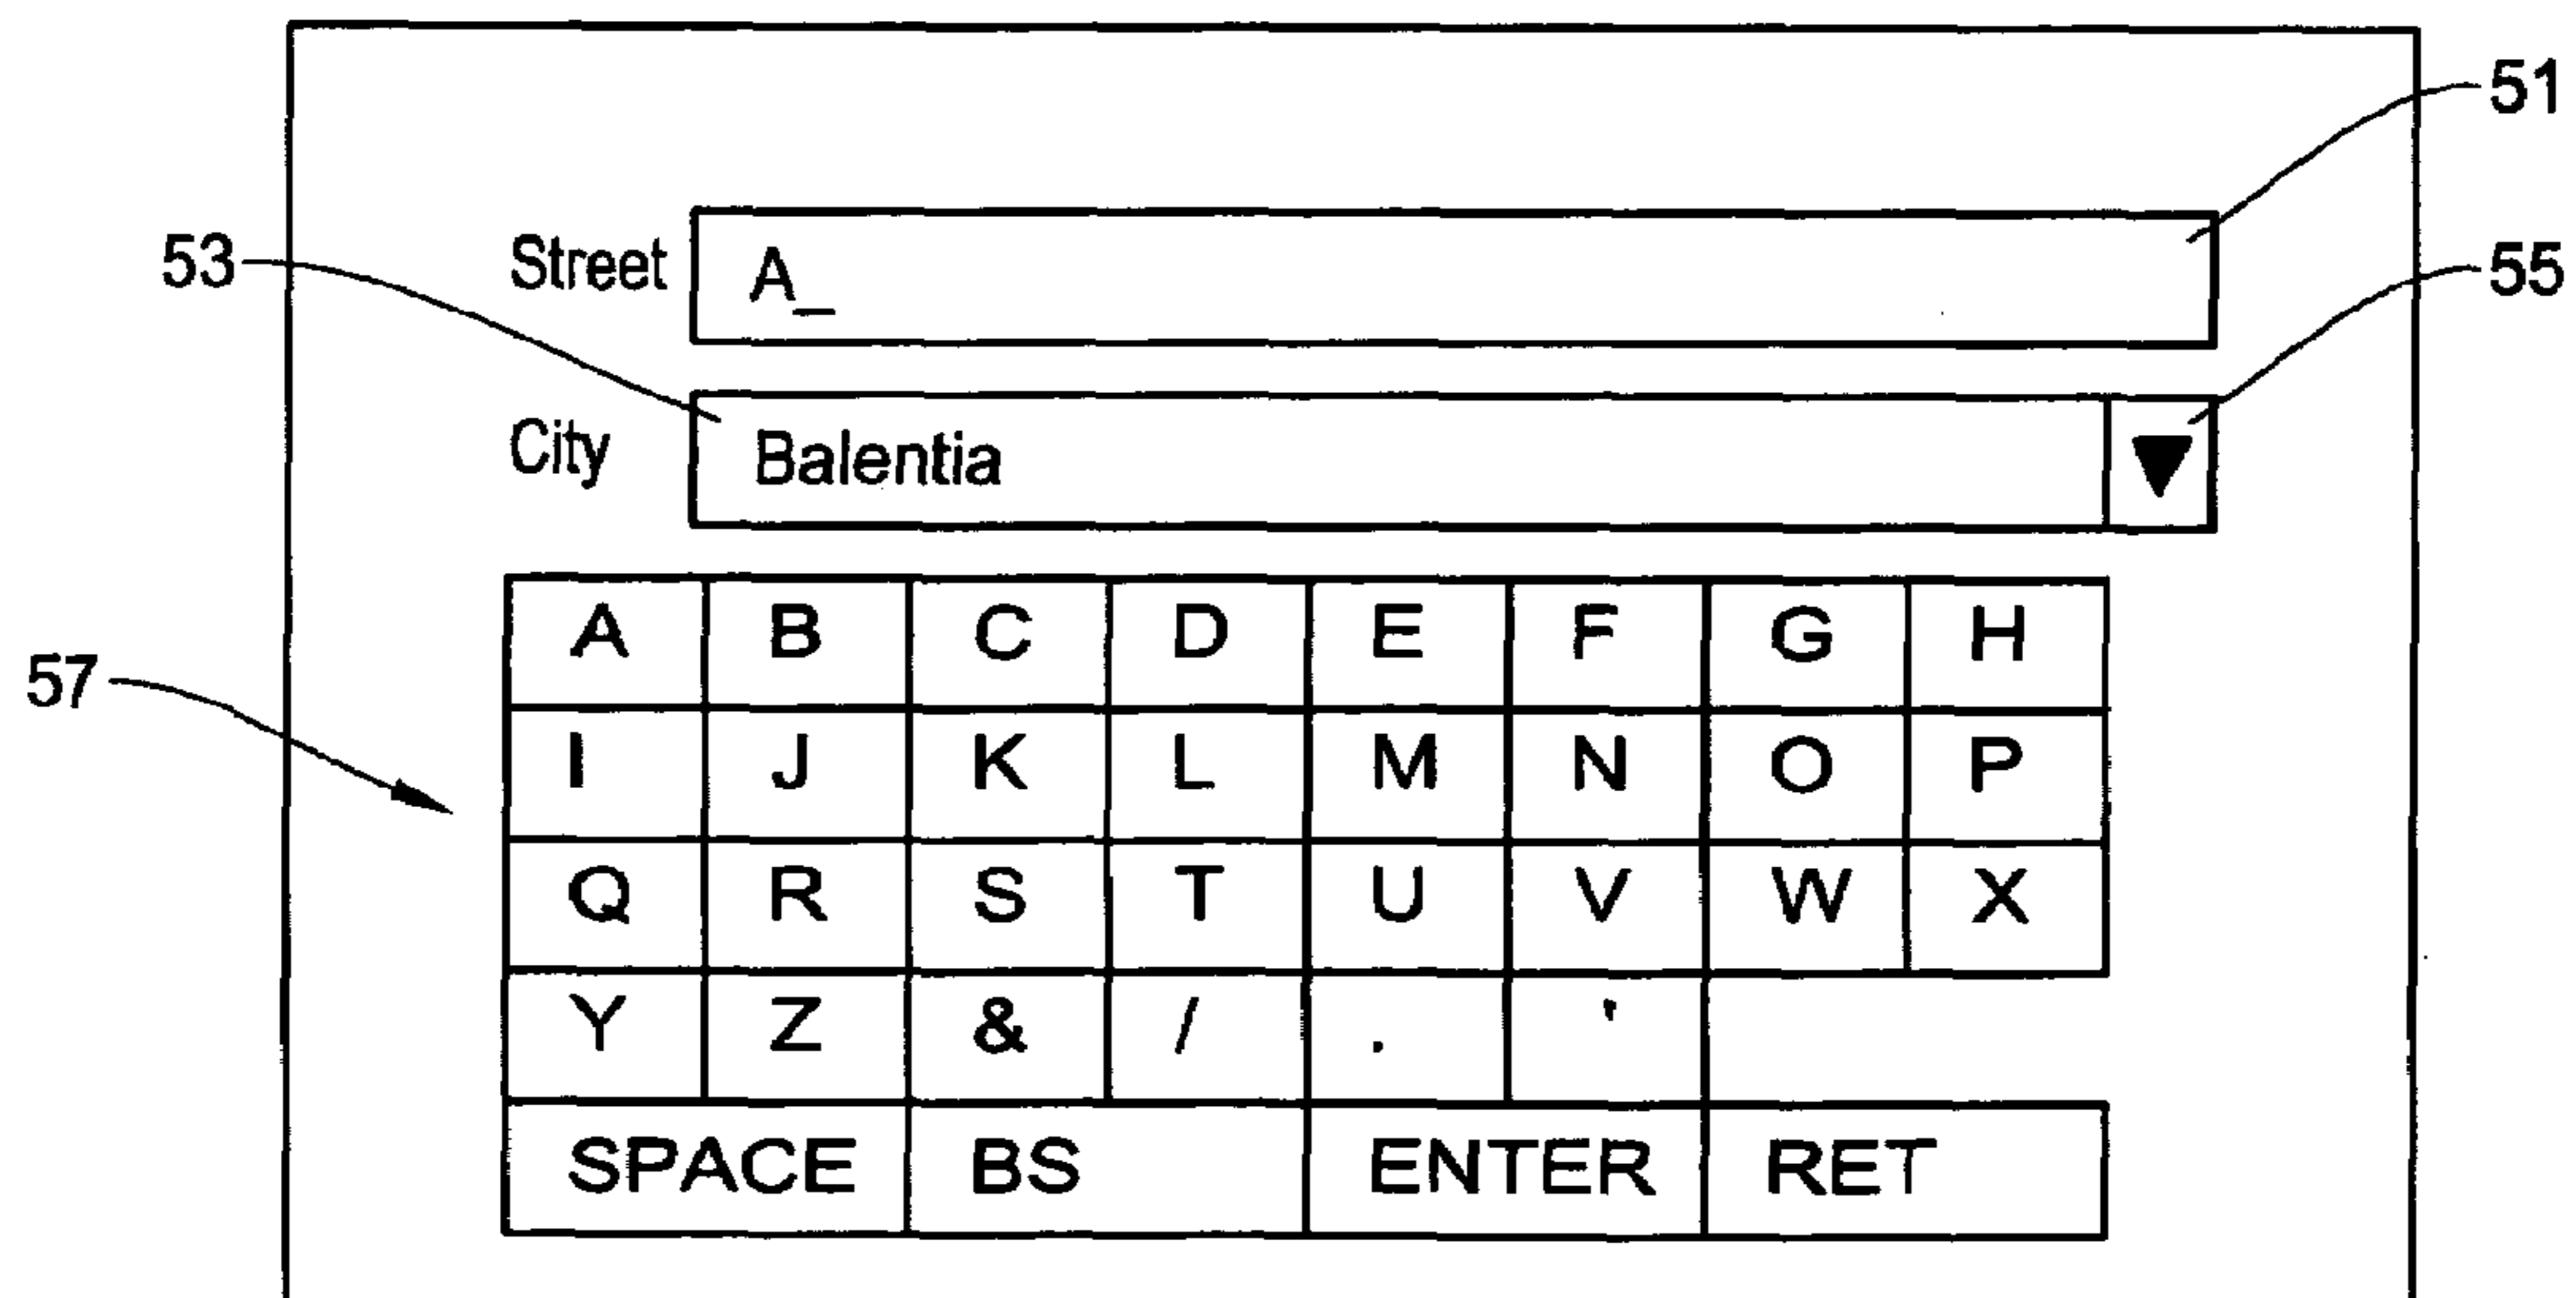 51
Street A_
53
55
City Balentia
A B C D E F G H
57
I J K L M N O P
Q R S T U V W X
Y Z & / . '
SPACE BS ENTER RET